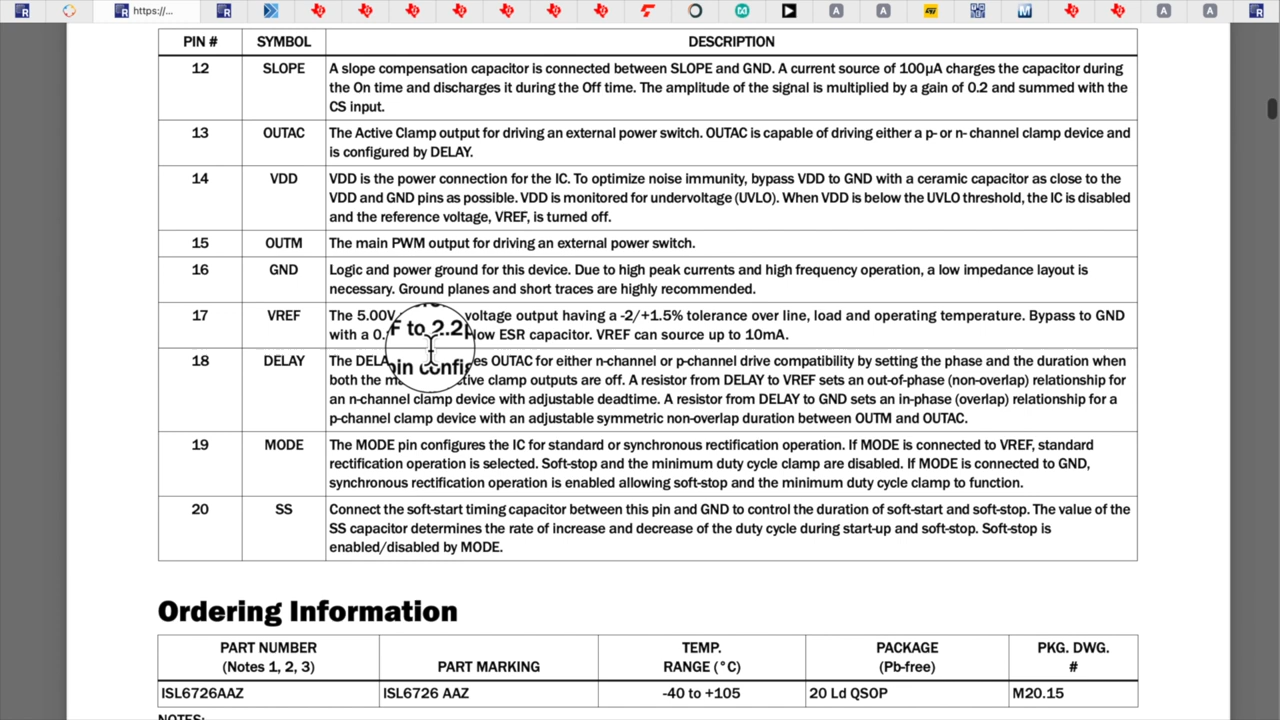 https://...
PIN # SYMBOL DESCRIPTION
12 SLOPE A slope compensation capacitor is connected between SLOPE and GND. A current source of 100µA charges the capacitor during
the On time and discharges it during the Off time. The amplitude of the signal is multiplied by a gain of 0.2 and summed with the
CS input.
13 OUTAC The Active Clamp output for driving an external power switch. OUTAC is capable of driving either a p- or n- channel clamp device and
is configured by DELAY.
14 VDD VDD is the power connection for the IC. To optimize noise immunity, bypass VDD to GND with a ceramic capacitor as close to the
VDD and GND pins as possible. VDD is monitored for undervoltage (UVLO). When VDD is below the UVLO threshold, the IC is disabled
and the reference voltage, VREF, is turned off.
15 OUTM The main PWM output for driving an external power switch.
16 GND Logic and power ground for this device. Due to high peak currents and high frequency operation, a low impedance layout is
necessary. Ground planes and short traces are highly recommended.
17 VREF The 5.00V voltage output having a -2/+1.5% tolerance over line, load and operating temperature. Bypass to GND
with a 0. F to 2.2 low ESR capacitor. VREF can source up to 10mA.
18 DELAY The pin OUTAC for either n-channel or p-channel drive compatibility by setting the phase and the duration when
both the clamp outputs are off. A resistor from DELAY to VREF sets an out-of-phase (non-overlap) relationship for
an n-channel clamp device with adjustable deadtime. A resistor from DELAY to GND sets an in-phase (overlap) relationship for a
p-channel clamp device with an adjustable symmetric non-overlap duration between OUTM and OUTAC.
19 MODE The MODE pin configures the IC for standard or synchronous rectification operation. If MODE is connected to VREF, standard
rectification operation is selected. Soft-stop and the minimum duty cycle clamp are disabled. If MODE is connected to GND,
synchronous rectification operation is enabled allowing soft-stop and the minimum duty cycle clamp to function.
20 SS Connect the soft-start timing capacitor between this pin and GND to control the duration of soft-start and soft-stop. The value of the
SS capacitor determines the rate of increase and decrease of the duty cycle during start-up and soft-stop. Soft-stop is
enabled/disabled by MODE.
Ordering Information
PART NUMBER
(Notes 1, 2, 3) PART MARKING TEMP.
RANGE (°C) PACKAGE
(Pb-free) PKG. DWG.
#
ISL6726AAZ ISL6726 AAZ -40 to +105 20 Ld QSOP M20.15
NOTES: